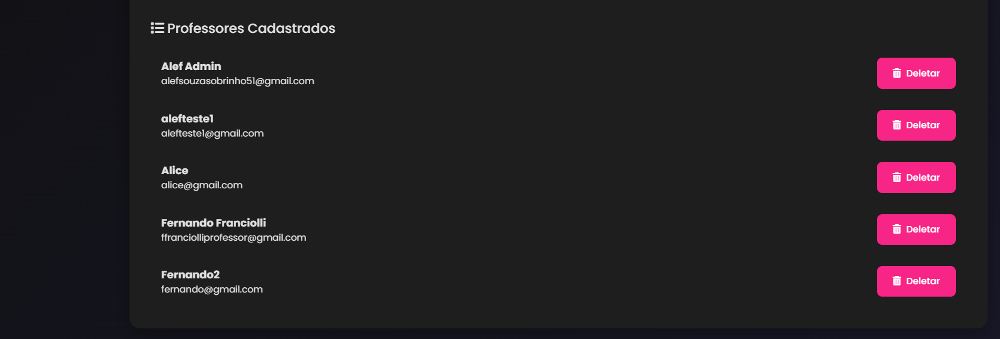 Professores Cadastrados
Alef Admin
alefsouzasobrinho51@gmail.com
Deletar
alefteste1
alefteste1@gmail.com
Deletar
Alice
alice@gmail.com
Deletar
Fernando Franciolli
ffranciolliprofessor@gmail.com
Deletar
Fernando2
fernando@gmail.com
Deletar